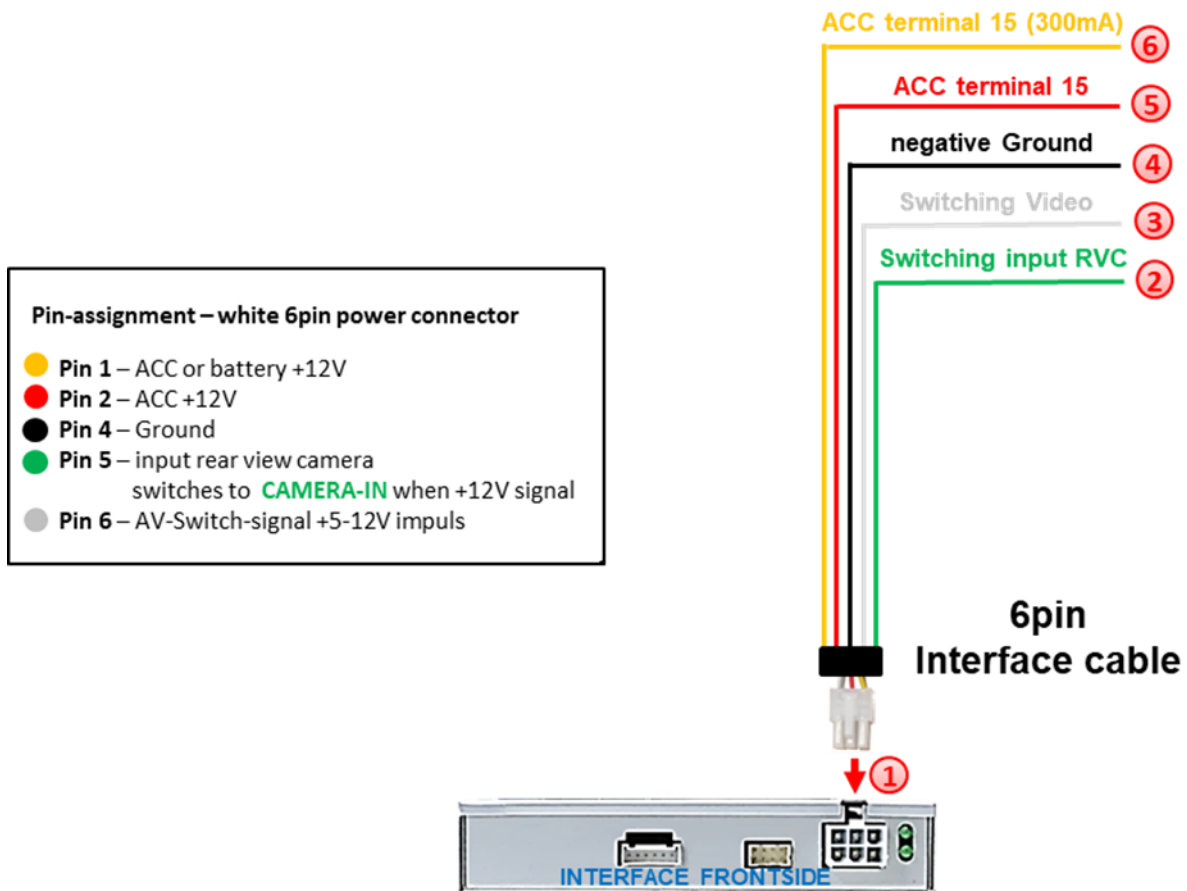 ACC terminal 15 (300mA)
6
ACC terminal 15
5
negative Ground
4
Switching Video
3
Switching input RVC
2
Pin-assignment – white 6pin power connector
Pin 1 – ACC or battery +12V
Pin 2 – ACC +12V
Pin 4 – Ground
Pin 5 – input rear view camera
switches to CAMERA-IN when +12V signal
Pin 6 – AV-Switch-signal +5-12V impuls
6pin
Interface cable
1
INTERFACE FRONTSIDE